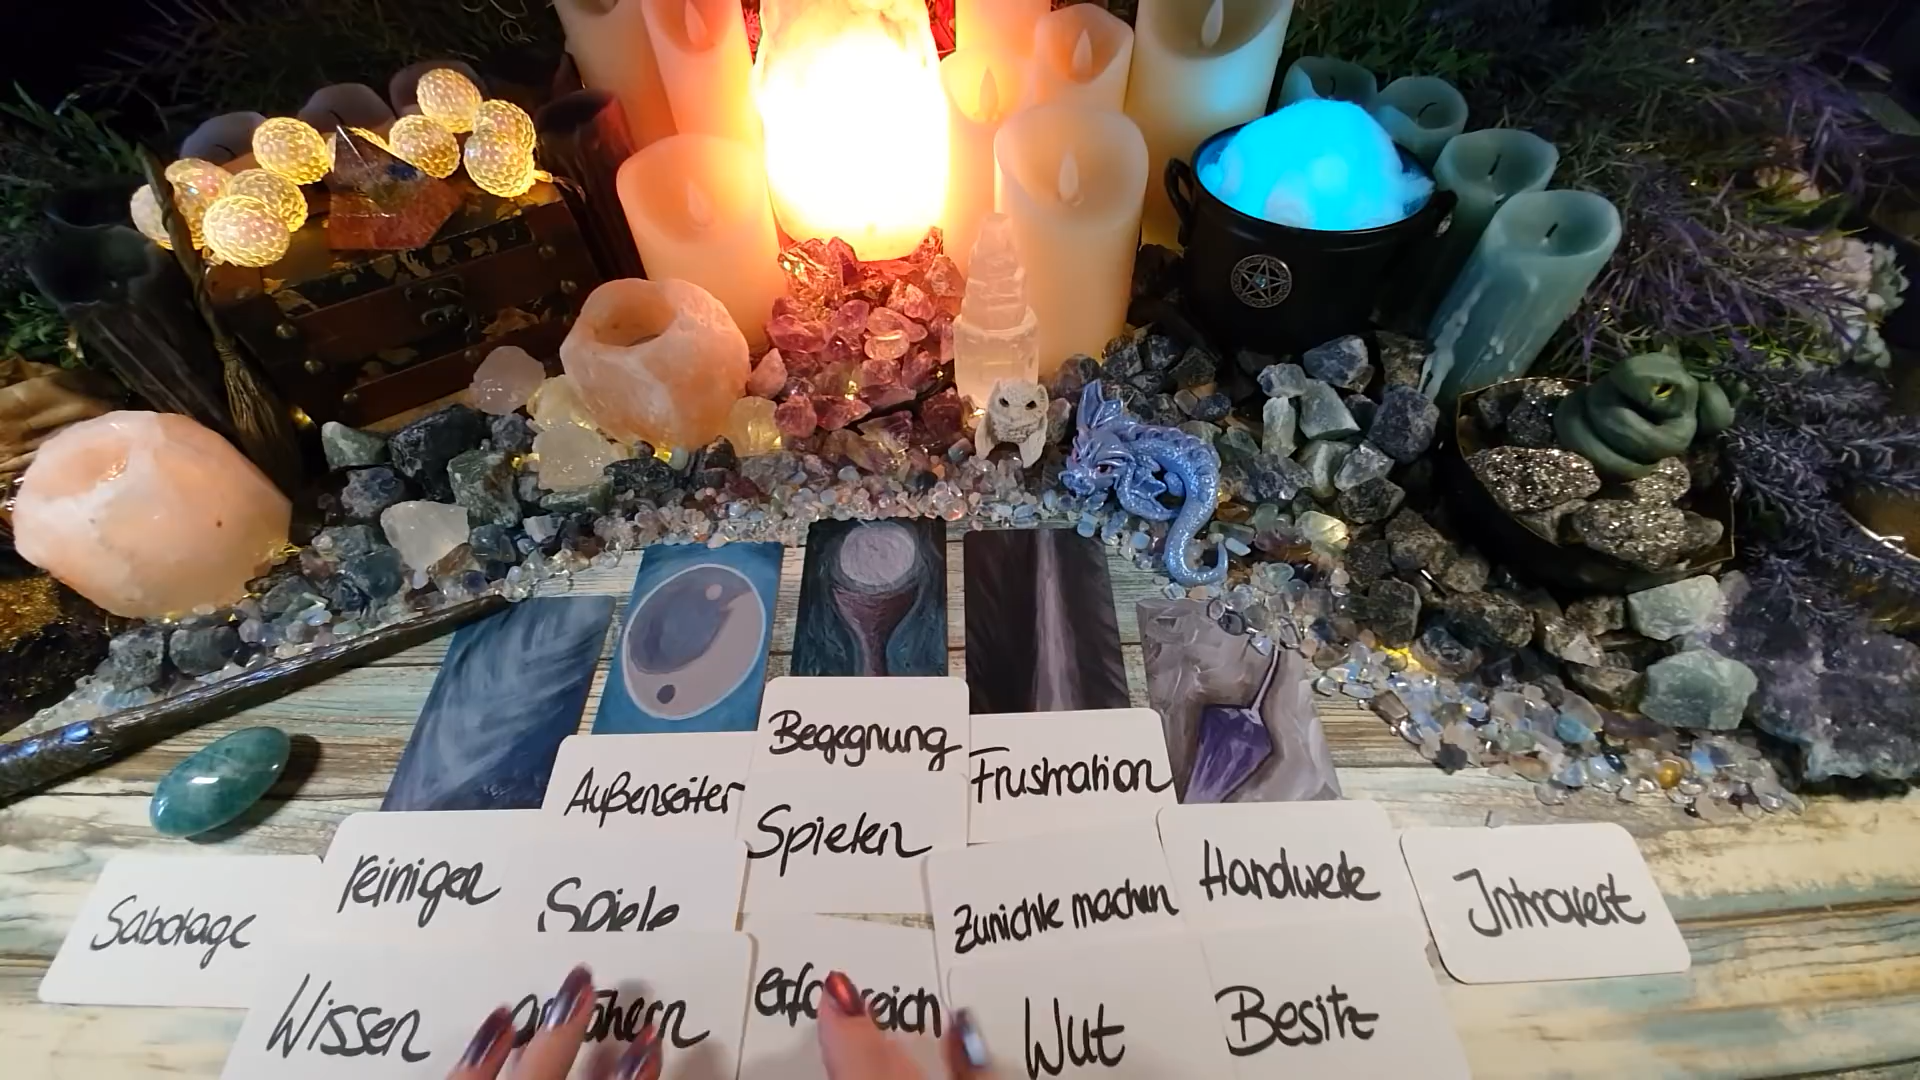 Begegnung
Außenseiter
Frustration
Spielen
reinigen
Spiele
Zunichte machen
Handwerk
Introvert
Sabotage
Wissen
Wut
Besitz